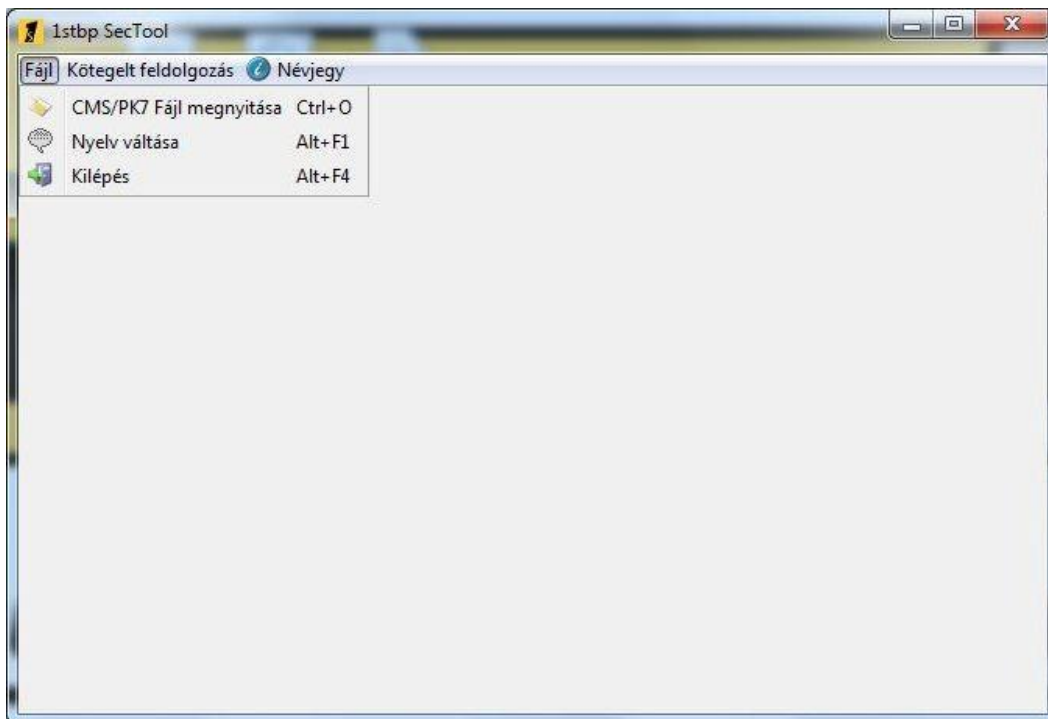 1stbp SecTool
Fájl Kötegelt feldolgozás Névjegy
CMS/PK7 Fájl megnyitása Ctrl+O
Nyelv váltása Alt+F1
Kilépés Alt+F4